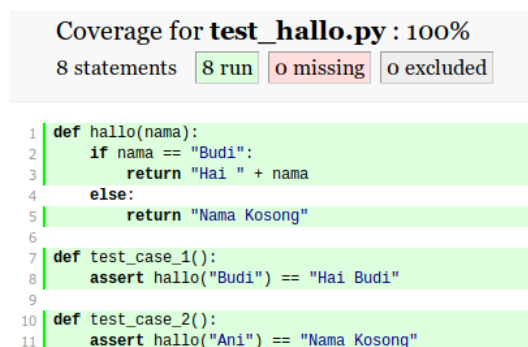 Coverage for test_hallo.py : 100%
8 statements 8 run 0 missing 0 excluded
1 def hallo(nama):
2     if nama == "Budi":
3         return "Hai " + nama
4     else:
5         return "Nama Kosong"
6
7 def test_case_1():
8     assert hallo("Budi") == "Hai Budi"
9
10 def test_case_2():
11     assert hallo("Ani") == "Nama Kosong"